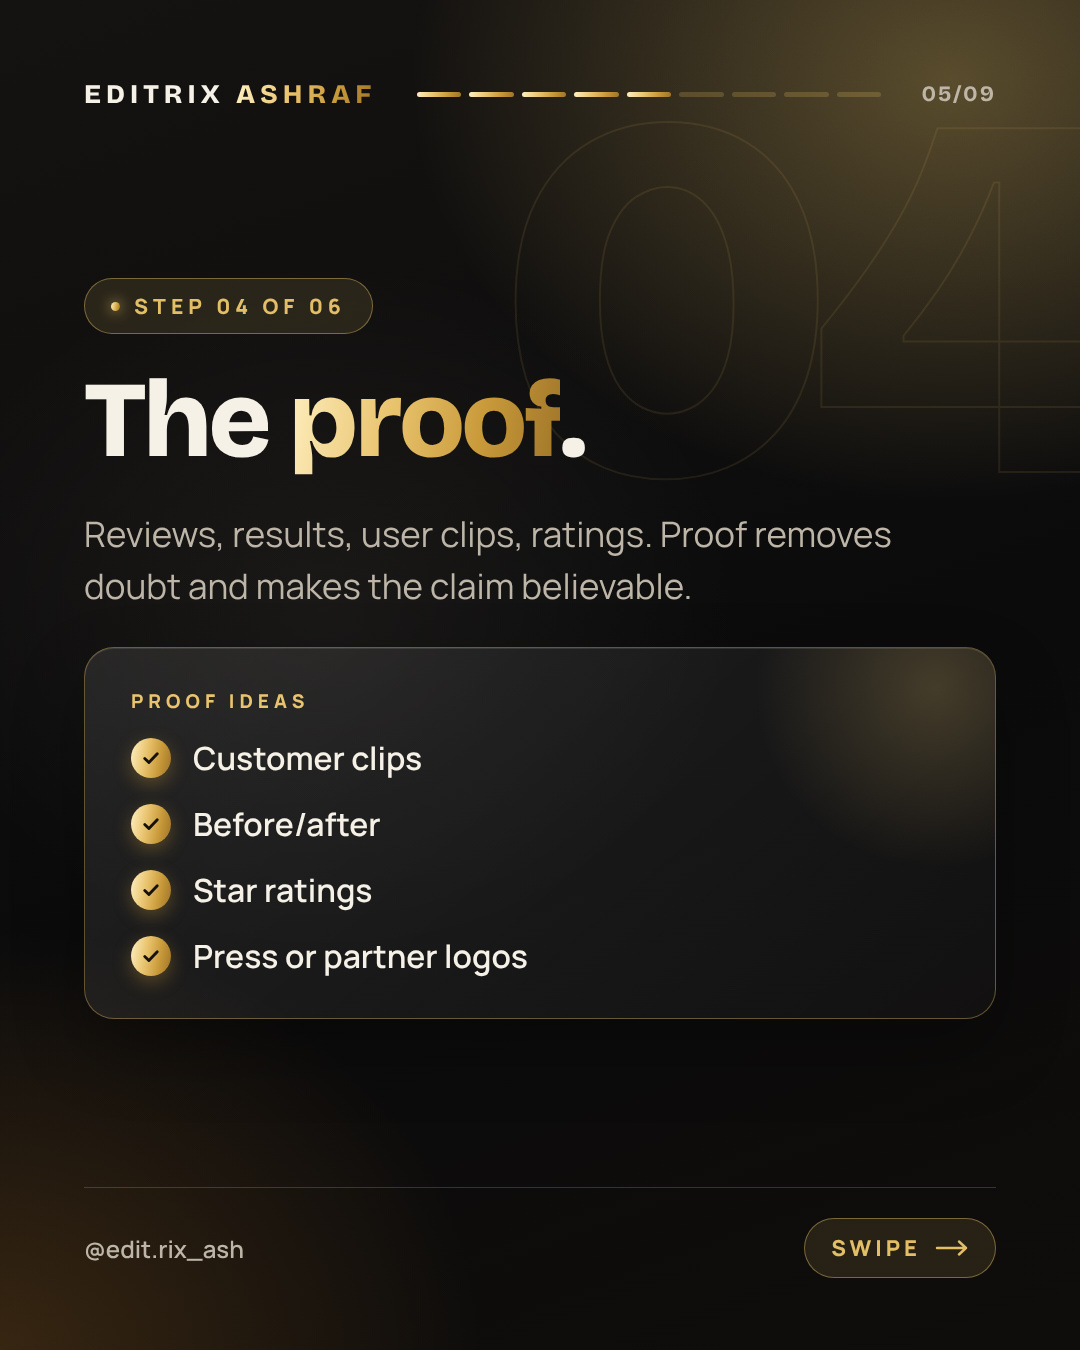 EDITRIX ASHRAF
05/09
04
STEP 04 OF 06
The proof.
Reviews, results, user clips, ratings. Proof removes
doubt and makes the claim believable.
PROOF IDEAS
Customer clips
Before/after
Star ratings
Press or partner logos
@edit.rix_ash
SWIPE →